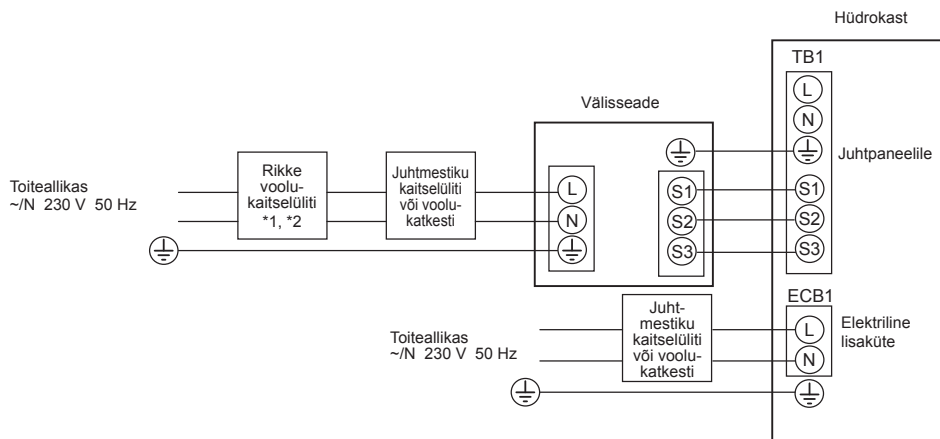 Hüdrokast
TB1
L
N
Juhtpaneelile
S1
S2
S3
Välisseade
L
N
S1
S2
S3
Rikke
voolu-
kaitselüliti
*1, *2
Juhtmestiku
kaitselüliti
või voolu-
katkesti
Toiteallikas
~/N 230 V 50 Hz
ECB1
L
N
Elektriline
lisaküte
Juht-
mestiku
kaitselüliti
või voolu-
katkesti
Toiteallikas
~/N 230 V 50 Hz